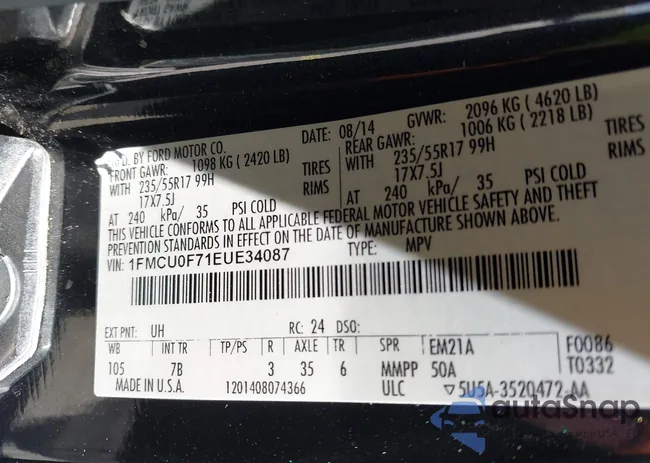 MFD. BY FORD MOTOR CO. DATE: 08/14 GVWR: 2096 KG ( 4620 LB)
FRONT GAWR: 1098 KG ( 2420 LB) REAR GAWR: 1006 KG ( 2218 LB)
WITH 235/55R17 99H TIRES WITH 235/55R17 99H TIRES
17X7.5J RIMS 17X7.5J RIMS
AT 240 kPa/ 35 PSI COLD AT 240 kPa/ 35 PSI COLD
THIS VEHICLE CONFORMS TO ALL APPLICABLE FEDERAL MOTOR VEHICLE SAFETY AND THEFT
PREVENTION STANDARDS IN EFFECT ON THE DATE OF MANUFACTURE SHOWN ABOVE.
VIN: 1FMCU0F71EUE34087 TYPE: MPV
EXT PNT: UH RC: 24 DSO:
WB INT TR TP/PS R AXLE TR SPR EM21A F0086
105 7B 3 35 6 MMPP 50A T0332
MADE IN U.S.A. 1201408074366 ULC ▽5U5A-3520472-AA
autoSnap